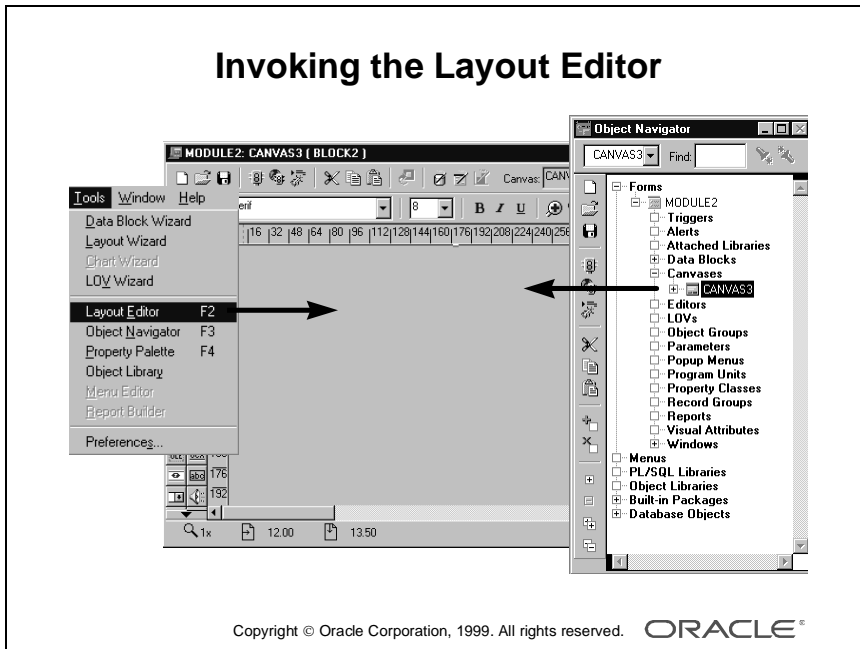 Invoking the Layout Editor
MODULE2: CANVAS3 ( BLOCK2 )
Canvas:
8
B I U
16 32 48 64 80 96 112 128 144 160 176 192 208 224 240 256
Tools Window Help
Data Block Wizard
Layout Wizard
Chart Wizard
LOV Wizard
Layout Editor F2
Object Navigator F3
Property Palette F4
Object Library
Menu Editor
Report Builder
Preferences...
176
192
1x 12.00 13.50
Object Navigator
CANVAS3 Find:
Forms
MODULE2
Triggers
Alerts
Attached Libraries
Data Blocks
Canvases
CANVAS3
Editors
LOVs
Object Groups
Parameters
Popup Menus
Program Units
Property Classes
Record Groups
Reports
Visual Attributes
Windows
Menus
PL/SQL Libraries
Object Libraries
Built-in Packages
Database Objects
Copyright © Oracle Corporation, 1999. All rights reserved. ORACLE®